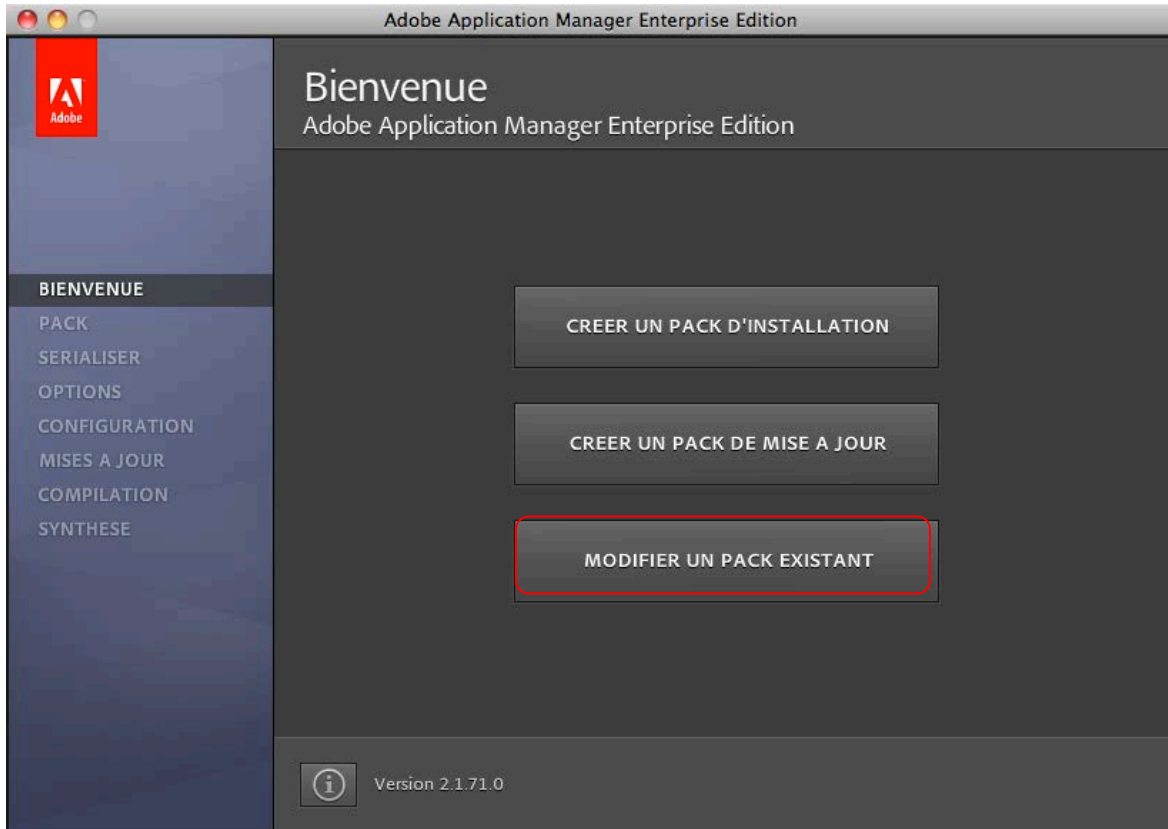 Adobe Application Manager Enterprise Edition
Adobe
Bienvenue
Adobe Application Manager Enterprise Edition
BIENVENUE
PACK
SERIALISER
OPTIONS
CONFIGURATION
MISES A JOUR
COMPILATION
SYNTHESE
CREER UN PACK D'INSTALLATION
CREER UN PACK DE MISE A JOUR
MODIFIER UN PACK EXISTANT
Version 2.1.71.0